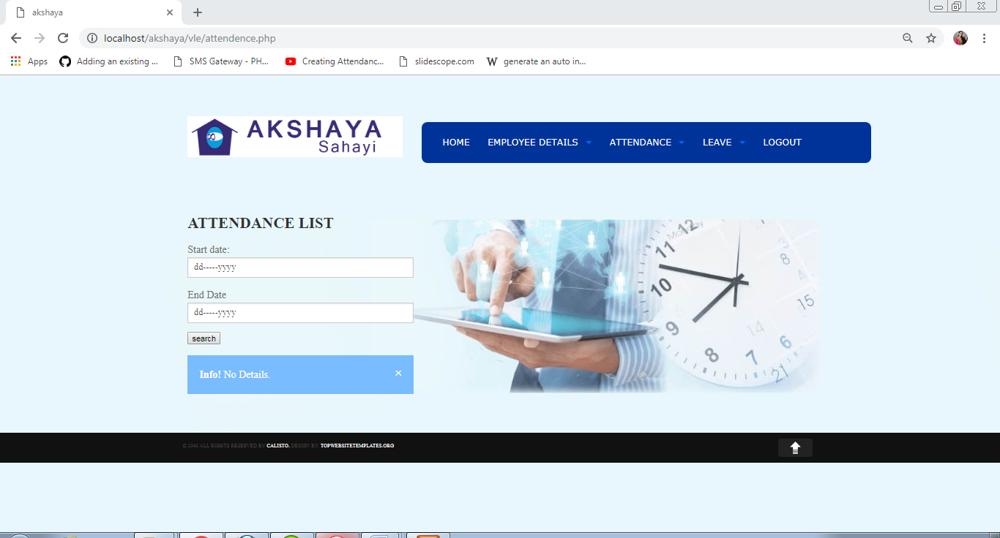 akshaya
localhost/akshaya/vle/attendence.php
Apps
Adding an existing ...
SMS Gateway - PH...
Creating Attendanc...
slidescope.com
W generate an auto in...
AKSHAYA
Sahayi
HOME
EMPLOYEE DETAILS
ATTENDANCE
LEAVE
LOGOUT
ATTENDANCE LIST
Start date:
dd-----yyyy
End Date
dd-----yyyy
search
Info! No Details.
Monday
12
11
10
9
8
7
6
8
15
14
21
ALL RIGHTS RESERVED BY CALISTO. DESIGN BY: TOPWEBSITETEMPLATES.ORG